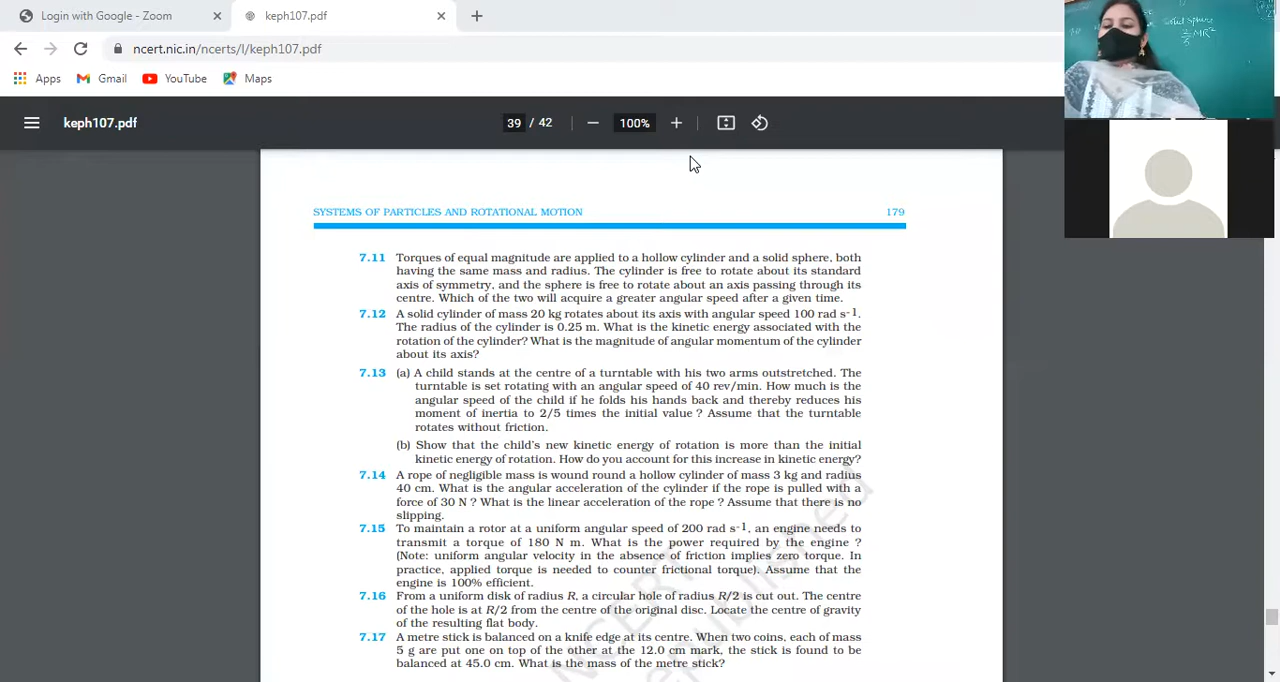 Login with Google - Zoom
keph107.pdf
ncert.nic.in/ncerts/l/keph107.pdf
Apps
Gmail
YouTube
Maps
keph107.pdf
39 / 42
100%
Solid Sphere
2/5 MR²
SYSTEMS OF PARTICLES AND ROTATIONAL MOTION 179
7.11 Torques of equal magnitude are applied to a hollow cylinder and a solid sphere, both
having the same mass and radius. The cylinder is free to rotate about its standard
axis of symmetry, and the sphere is free to rotate about an axis passing through its
centre. Which of the two will acquire a greater angular speed after a given time.
7.12 A solid cylinder of mass 20 kg rotates about its axis with angular speed 100 rad s-1.
The radius of the cylinder is 0.25 m. What is the kinetic energy associated with the
rotation of the cylinder? What is the magnitude of angular momentum of the cylinder
about its axis?
7.13 (a) A child stands at the centre of a turntable with his two arms outstretched. The
turntable is set rotating with an angular speed of 40 rev/min. How much is the
angular speed of the child if he folds his hands back and thereby reduces his
moment of inertia to 2/5 times the initial value ? Assume that the turntable
rotates without friction.
(b) Show that the child's new kinetic energy of rotation is more than the initial
kinetic energy of rotation. How do you account for this increase in kinetic energy?
7.14 A rope of negligible mass is wound round a hollow cylinder of mass 3 kg and radius
40 cm. What is the angular acceleration of the cylinder if the rope is pulled with a
force of 30 N ? What is the linear acceleration of the rope ? Assume that there is no
slipping.
7.15 To maintain a rotor at a uniform angular speed of 200 rad s-1, an engine needs to
transmit a torque of 180 N m. What is the power required by the engine ?
(Note: uniform angular velocity in the absence of friction implies zero torque. In
practice, applied torque is needed to counter frictional torque). Assume that the
engine is 100% efficient.
7.16 From a uniform disk of radius R, a circular hole of radius R/2 is cut out. The centre
of the hole is at R/2 from the centre of the original disc. Locate the centre of gravity
of the resulting flat body.
7.17 A metre stick is balanced on a knife edge at its centre. When two coins, each of mass
5 g are put one on top of the other at the 12.0 cm mark, the stick is found to be
balanced at 45.0 cm. What is the mass of the metre stick?
NCERT
republished